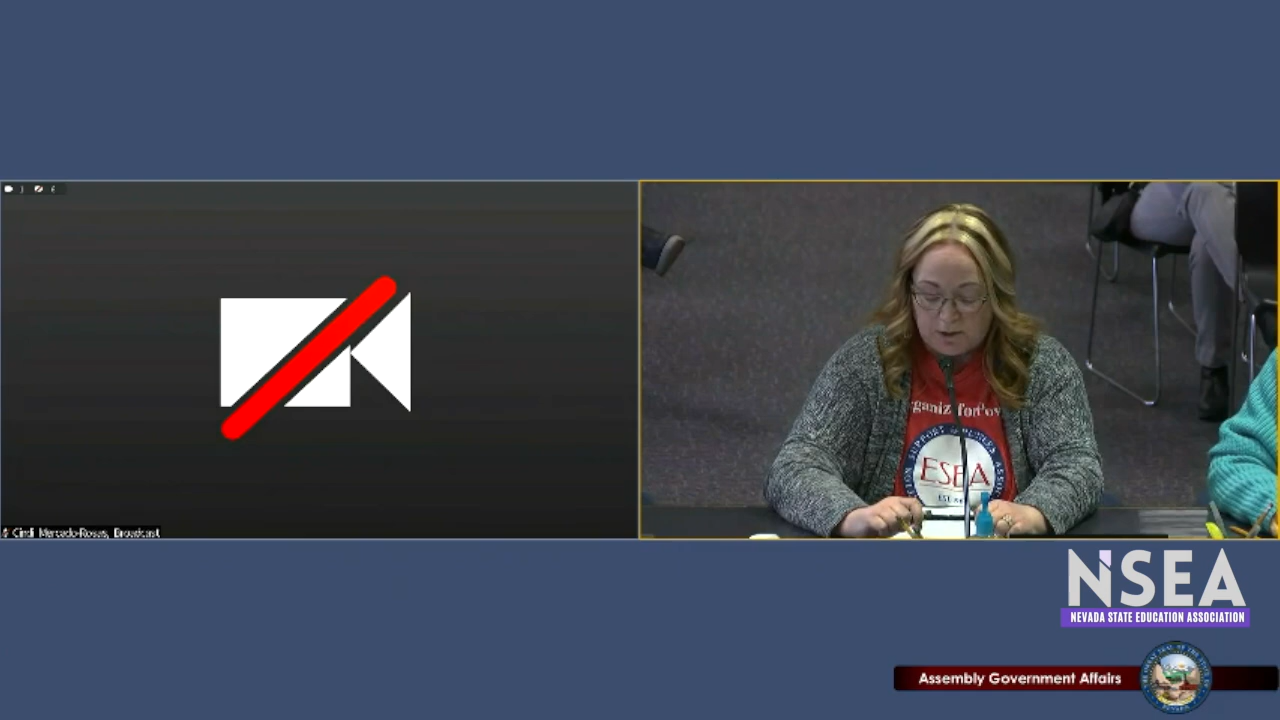 Cindi Mercado-Rosas, Broadcast
ESEA
NSEA
NEVADA STATE EDUCATION ASSOCIATION
Assembly Government Affairs